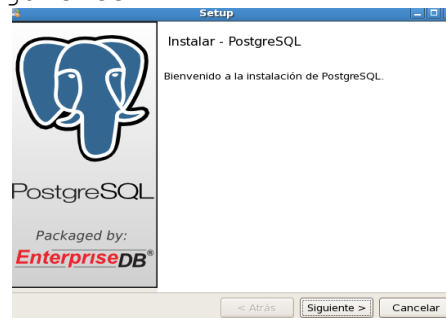 Setup
Instalar - PostgreSQL
Bienvenido a la instalación de PostgreSQL.
PostgreSQL
Packaged by:
EnterpriseDB®
< Atrás Siguiente > Cancelar